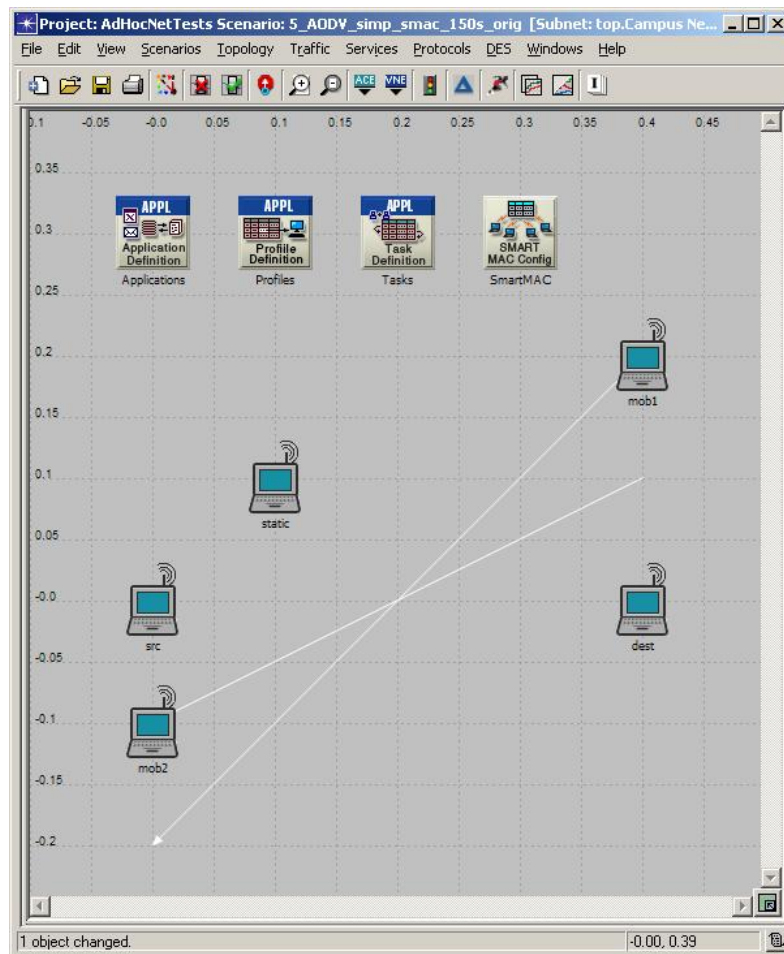 Project: AdHocNetTests Scenario: 5_AODV_simp_smac_150s_orig [Subnet: top.Campus Ne...
File Edit View Scenarios Topology Traffic Services Protocols DES Windows Help
ACE VNE
0.1 -0.05 -0.0 0.05 0.1 0.15 0.2 0.25 0.3 0.35 0.4 0.45
0.35
0.3
APPL APPL APPL
Application Definition Profile Definition Task Definition SMART MAC Config
Applications Profiles Tasks SmartMAC
0.25
0.2
mob1
0.15
0.1
static
0.05
-0.0
src dest
-0.05
-0.1
mob2
-0.15
-0.2
1 object changed. -0.00, 0.39